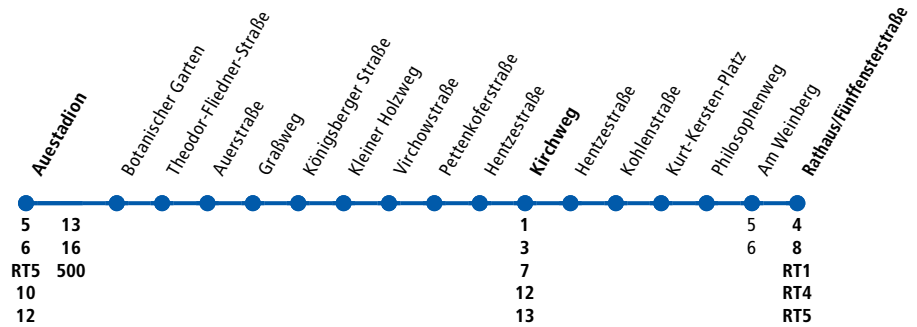 Auestadion
Botanischer Garten
Theodor-Fliedner-Straße
Auerstraße
Graßweg
Königsberger Straße
Kleiner Holzweg
Virchowstraße
Pettenkoferstraße
Hentzestraße
Kirchweg
Hentzestraße
Kohlenstraße
Kurt-Kersten-Platz
Philosophenweg
Am Weinberg
Rathaus/Fünffensterstraße
5 13 1 5 4
6 16 3 6 8
RT5 500 7 RT1
10 12 RT4
12 13 RT5